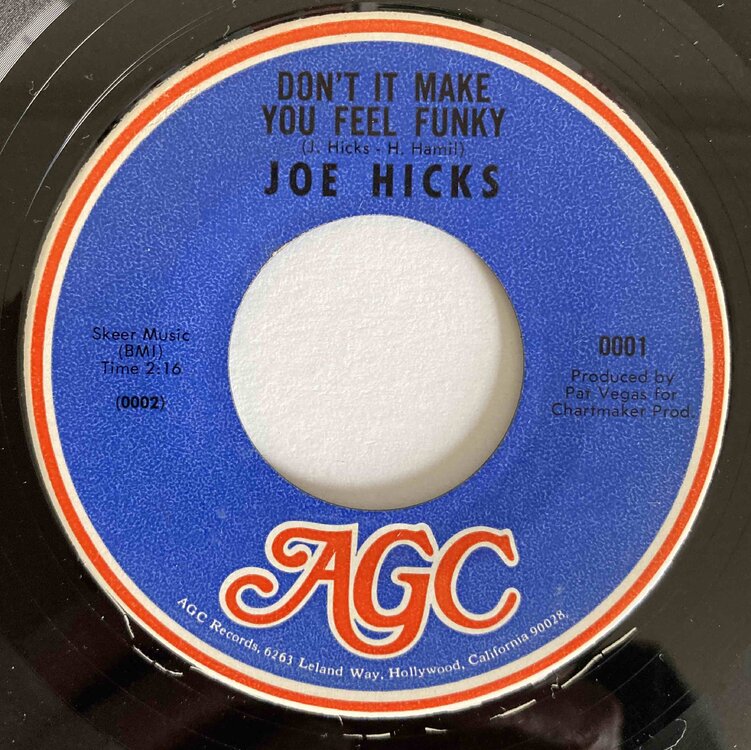 DON'T IT MAKE
YOU FEEL FUNKY
(J. Hicks - H. Hamil)
JOE HICKS
Skeer Music
(BMI)
Time 2:16
(0002)
0001
Produced by
Pat Vegas for
Chartmaker Prod.
AGC
AGC Records, 6263 Leland Way, Hollywood, California 90028